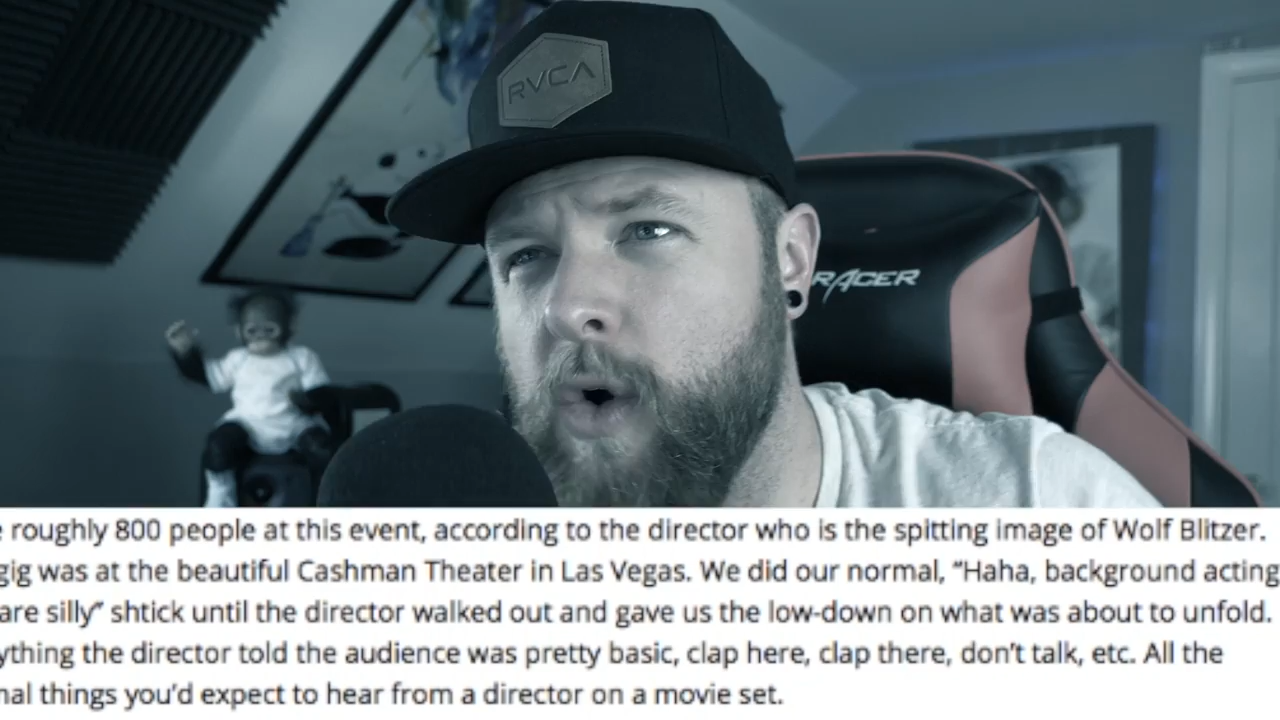 RVCA
RACER
roughly 800 people at this event, according to the director who is the spitting image of Wolf Blitzer.
gig was at the beautiful Cashman Theater in Las Vegas. We did our normal, “Haha, background acting
are silly” shtick until the director walked out and gave us the low-down on what was about to unfold.
the director told the audience was pretty basic, clap here, clap there, don’t talk, etc. All the
things you’d expect to hear from a director on a movie set.